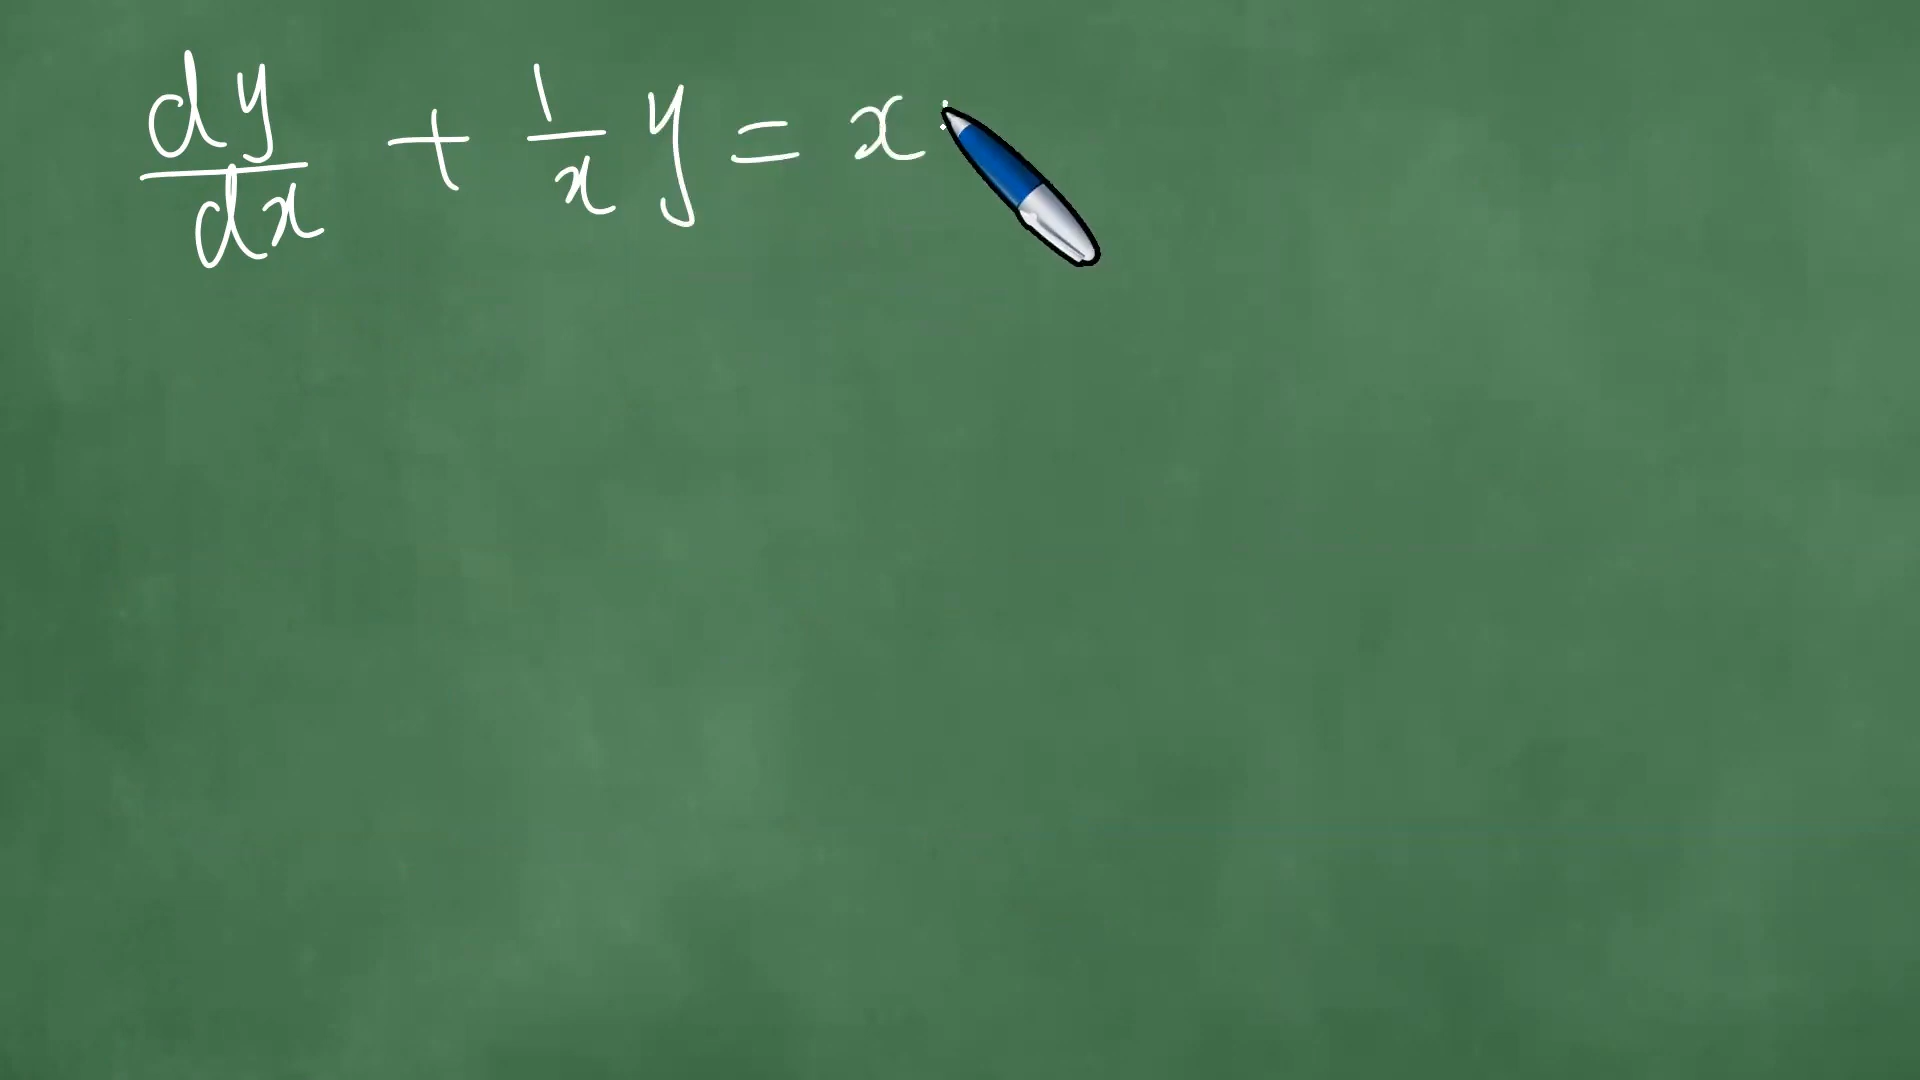 dy/dx + 1/x y = x